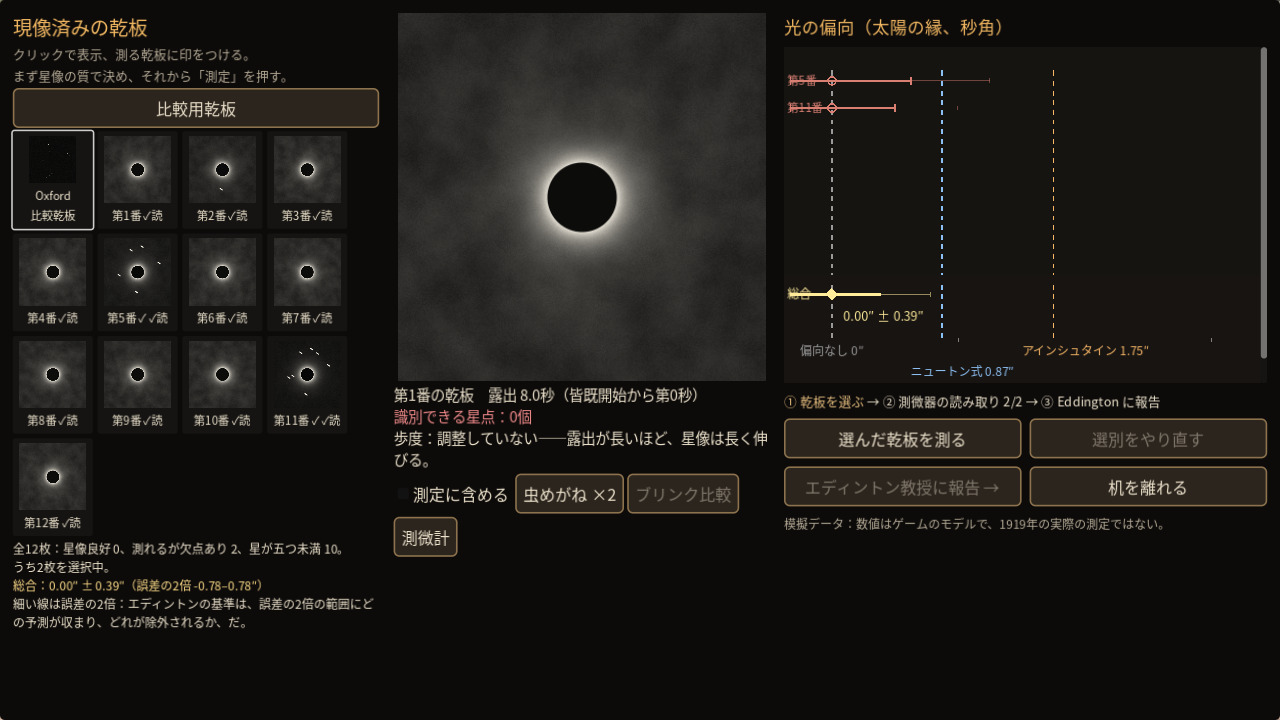 現像済みの乾板
クリックで表示、測る乾板に印をつける。
まず星像の質で決め、それから「測定」を押す。
比較用乾板
Oxford
比較乾板
第1番✓読
第2番✓読
第3番✓読
第4番✓読
第5番✓✓読
第6番✓読
第7番✓読
第8番✓読
第9番✓読
第10番✓読
第11番✓✓読
第12番✓読
全12枚：星像良好 0、測れるが欠点あり 2、星が五つ未満 10。
うち2枚を選択中。
総合：0.00″ ± 0.39″（誤差の2倍 -0.78–0.78″）
細い線は誤差の2倍：エディントンの基準は、誤差の2倍の範囲にど
の予測が収まり、どれが除外されるか、だ。
第1番の乾板　露出 8.0秒（皆既開始から第0秒）
識別できる星点：0個
歩度：調整していない——露出が長いほど、星像は長く伸
びる。
測定に含める
虫めがね ×2
ブリンク比較
測微計
光の偏向（太陽の縁、秒角）
第5番
第11番
総合
0.00″ ± 0.39″
偏向なし 0″
アインシュタイン 1.75″
ニュートン式 0.87″
① 乾板を選ぶ → ② 測微器の読み取り 2/2 → ③ Eddington に報告
選んだ乾板を測る
選別をやり直す
エディントン教授に報告 →
机を離れる
模擬データ：数値はゲームのモデルで、1919年の実際の測定ではない。